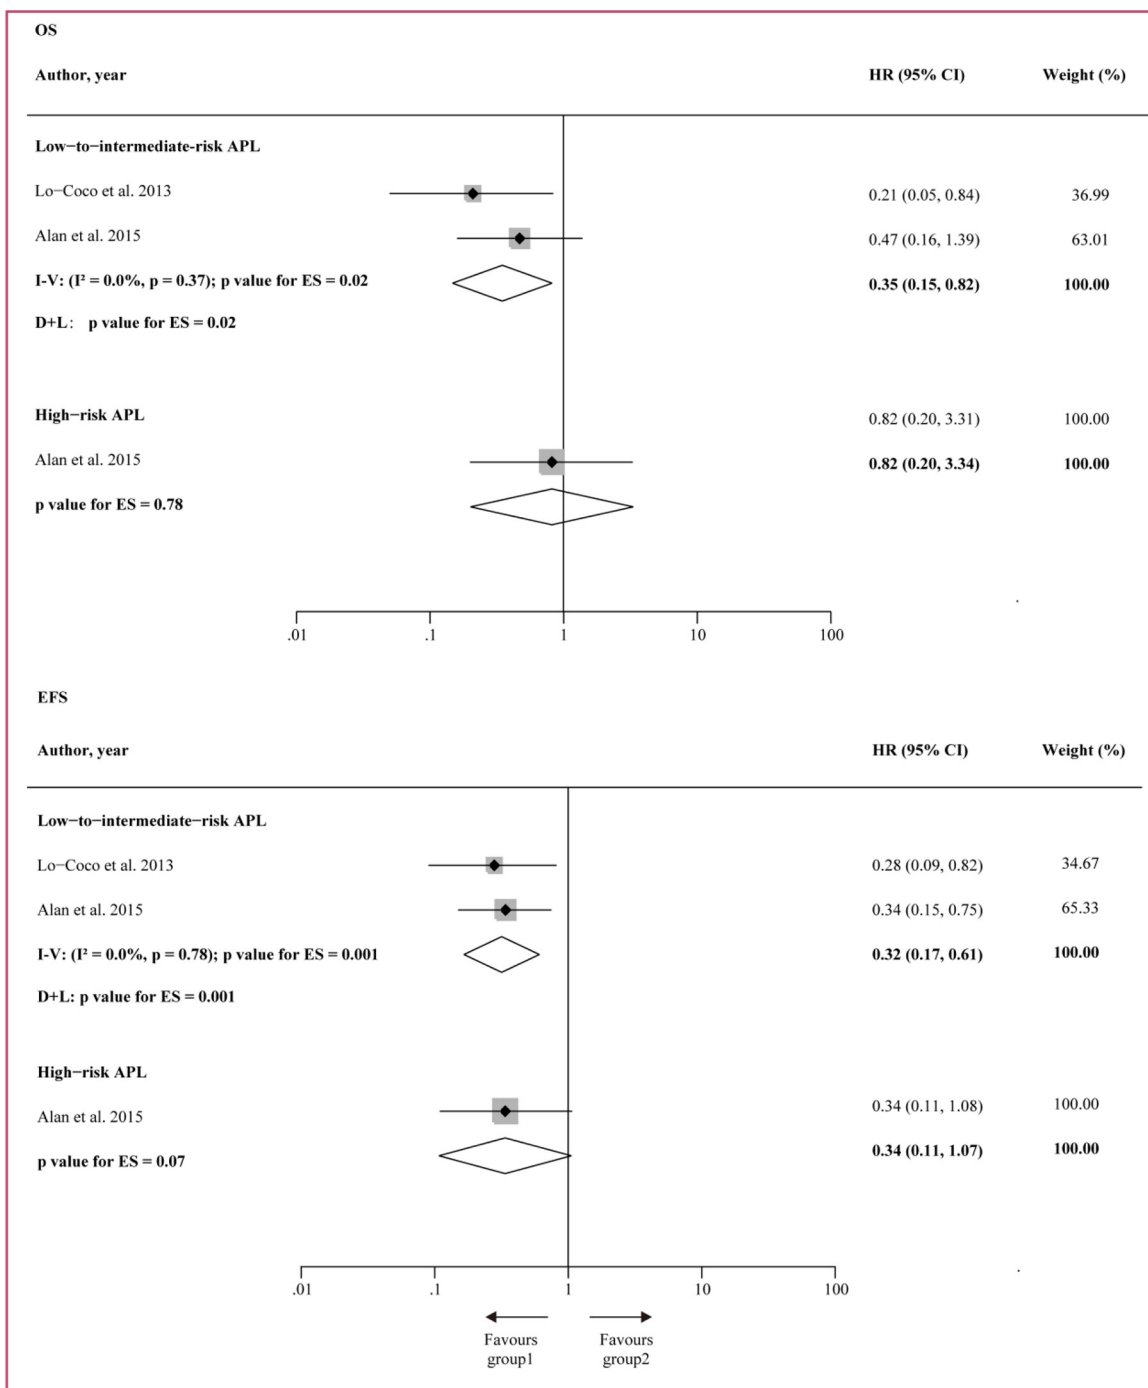 OS
Author, year HR (95% CI) Weight (%)
Low−to−intermediate-risk APL
Lo−Coco et al. 2013 0.21 (0.05, 0.84) 36.99
Alan et al. 2015 0.47 (0.16, 1.39) 63.01
I-V: (I² = 0.0%, p = 0.37); p value for ES = 0.02 0.35 (0.15, 0.82) 100.00
D+L: p value for ES = 0.02
High−risk APL 0.82 (0.20, 3.31) 100.00
Alan et al. 2015 0.82 (0.20, 3.34) 100.00
p value for ES = 0.78
.01 .1 1 10 100
EFS
Author, year HR (95% CI) Weight (%)
Low−to−intermediate−risk APL
Lo−Coco et al. 2013 0.28 (0.09, 0.82) 34.67
Alan et al. 2015 0.34 (0.15, 0.75) 65.33
I-V: (I² = 0.0%, p = 0.78); p value for ES = 0.001 0.32 (0.17, 0.61) 100.00
D+L: p value for ES = 0.001
High−risk APL
Alan et al. 2015 0.34 (0.11, 1.08) 100.00
p value for ES = 0.07 0.34 (0.11, 1.07) 100.00
.01 .1 1 10 100
Favours Favours
group1 group2